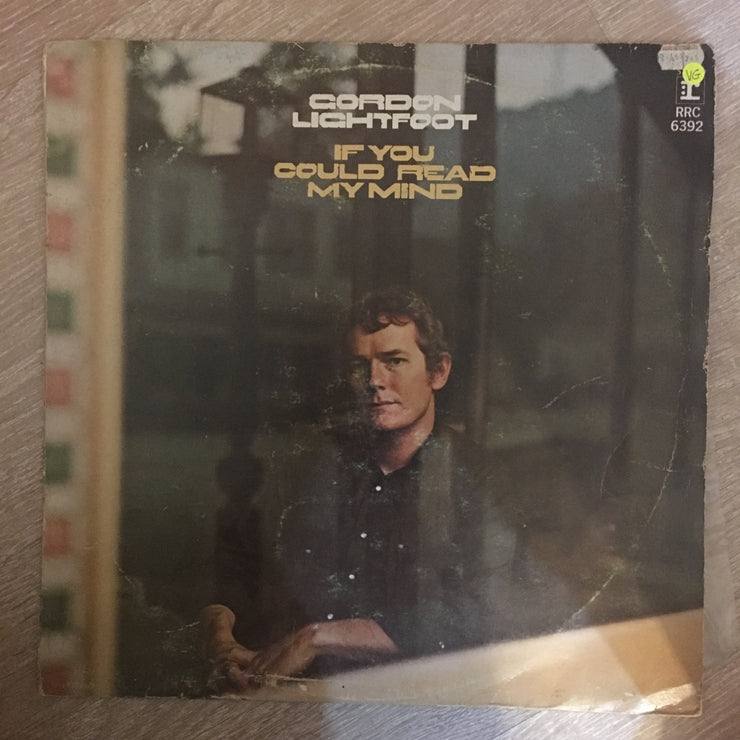 GORDON
LIGHTFOOT
IF YOU
COULD READ
MY MIND
VG
r:
RRC
6392